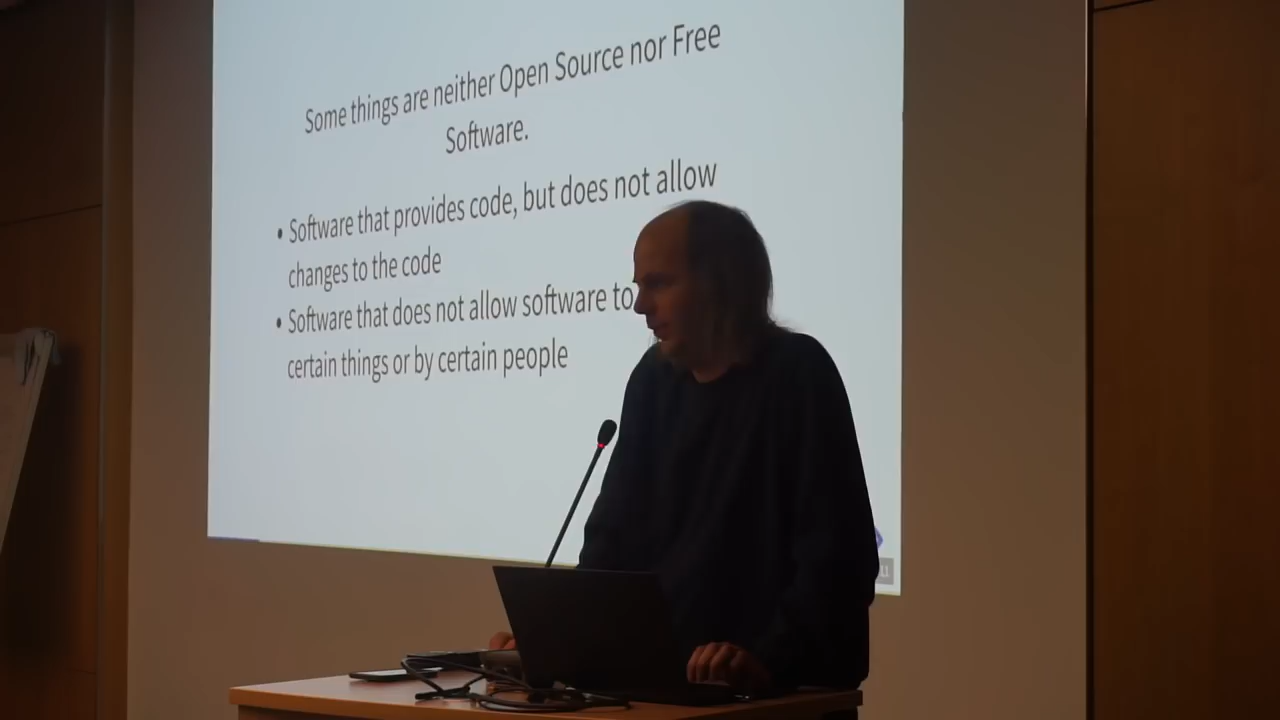 Some things are neither Open Source nor Free
Software.
• Software that provides code, but does not allow
changes to the code
• Software that does not allow software to
certain things or by certain people
11